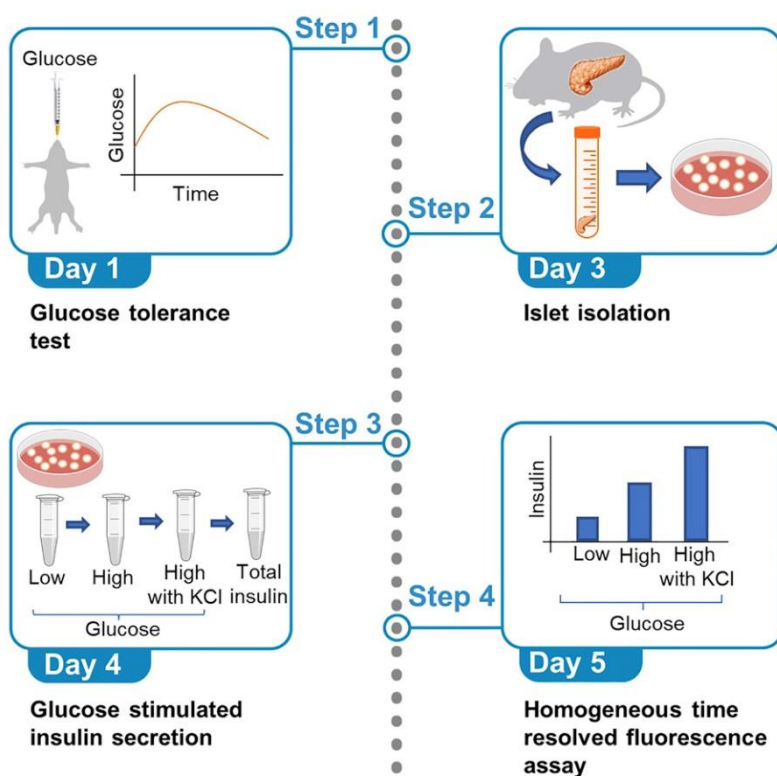 Step 1
Glucose
Glucose
Time
Day 1
Glucose tolerance
test
Step 2
Day 3
Islet isolation
Step 3
Low
High
High
with KCl
Total
insulin
Glucose
Day 4
Glucose stimulated
insulin secretion
Step 4
Insulin
Low
High
High
with KCl
Glucose
Day 5
Homogeneous time
resolved fluorescence
assay